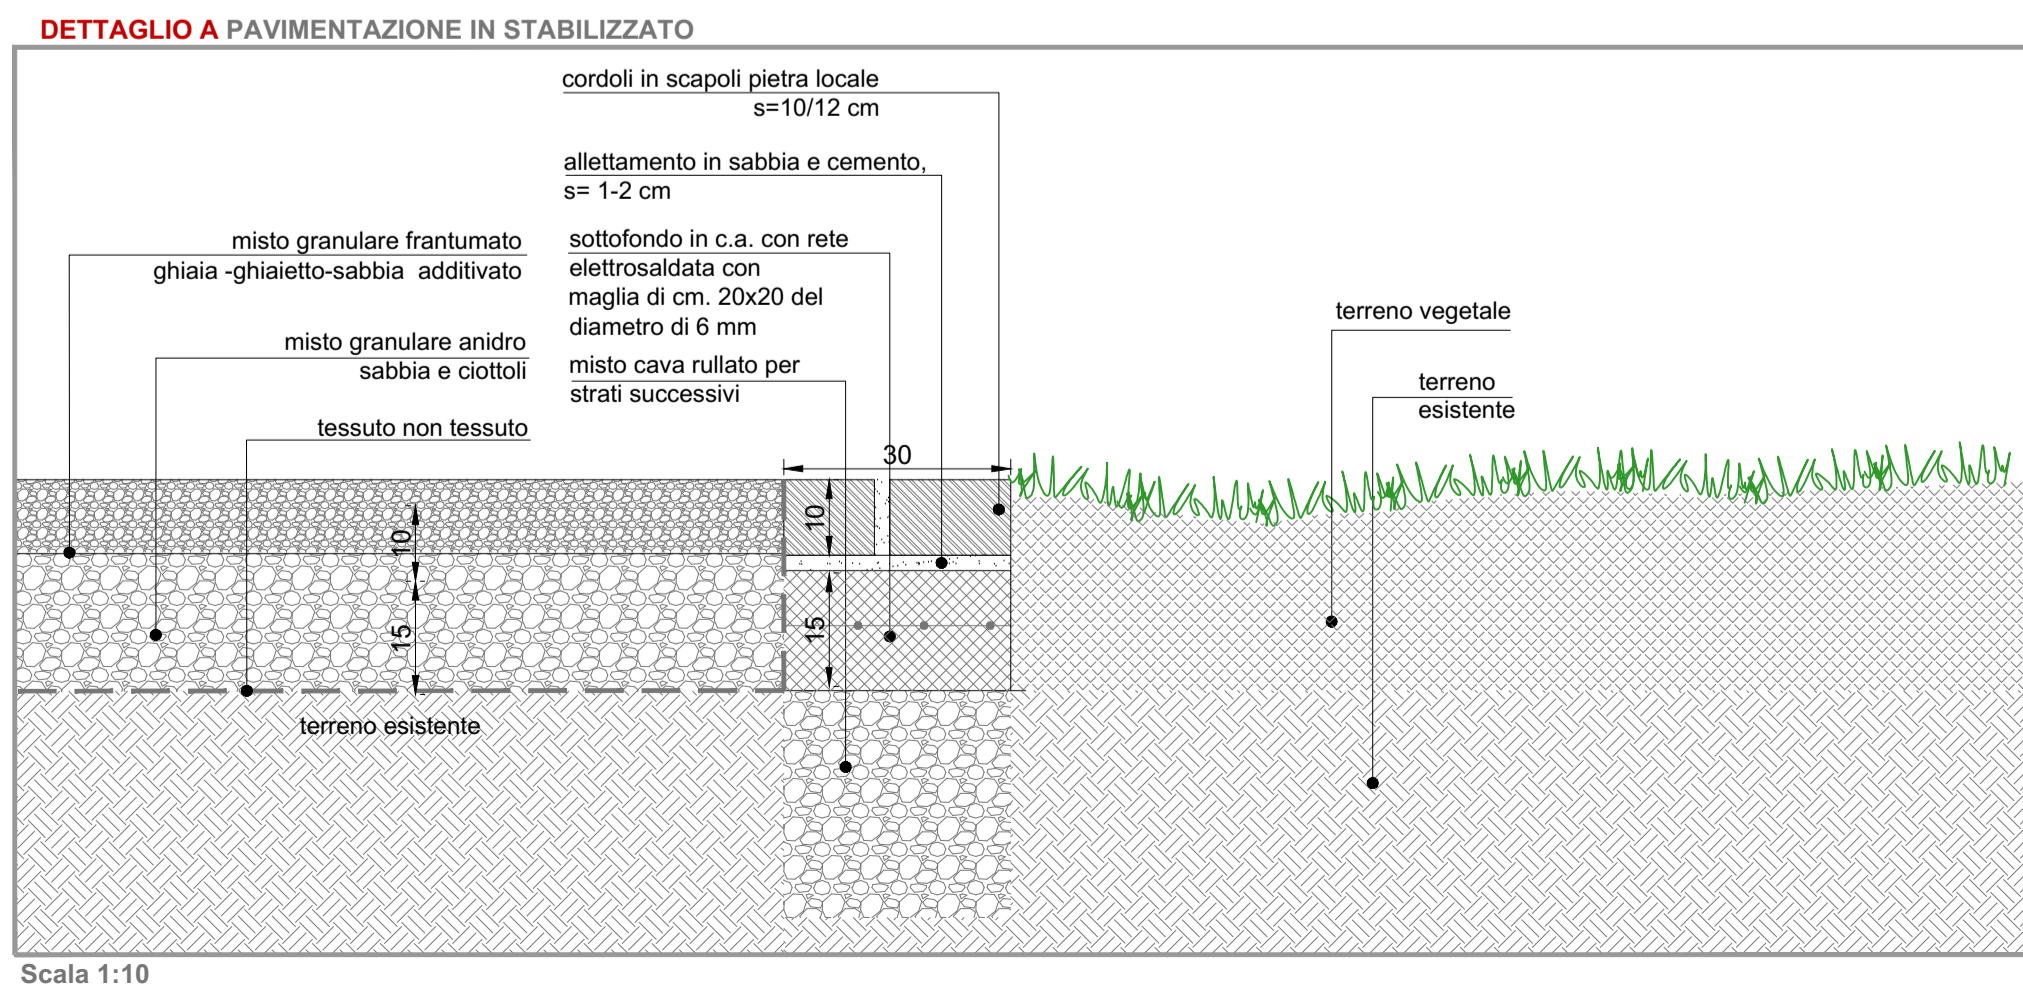 DETTAGLIO A PAVIMENTAZIONE IN STABILIZZATO
cordoli in scapoli pietra locale
s=10/12 cm
allettamento in sabbia e cemento,
s= 1-2 cm
misto granulare frantumato
ghiaia -ghiaietto-sabbia  additivato
sottofondo in c.a. con rete
elettrosaldata con
maglia di cm. 20x20 del
diametro di 6 mm
misto granulare anidro
sabbia e ciottoli
misto cava rullato per
strati successivi
tessuto non tessuto
terreno vegetale
terreno
esistente
30
10
10
15
15
terreno esistente
Scala 1:10